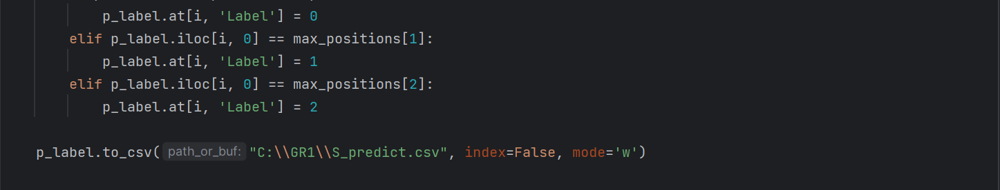 p_label.at[i, 'Label'] = 0
elif p_label.iloc[i, 0] == max_positions[1]:
p_label.at[i, 'Label'] = 1
elif p_label.iloc[i, 0] == max_positions[2]:
p_label.at[i, 'Label'] = 2
p_label.to_csv( path_or_buf: "C:\\GR1\\S_predict.csv", index=False, mode='w')